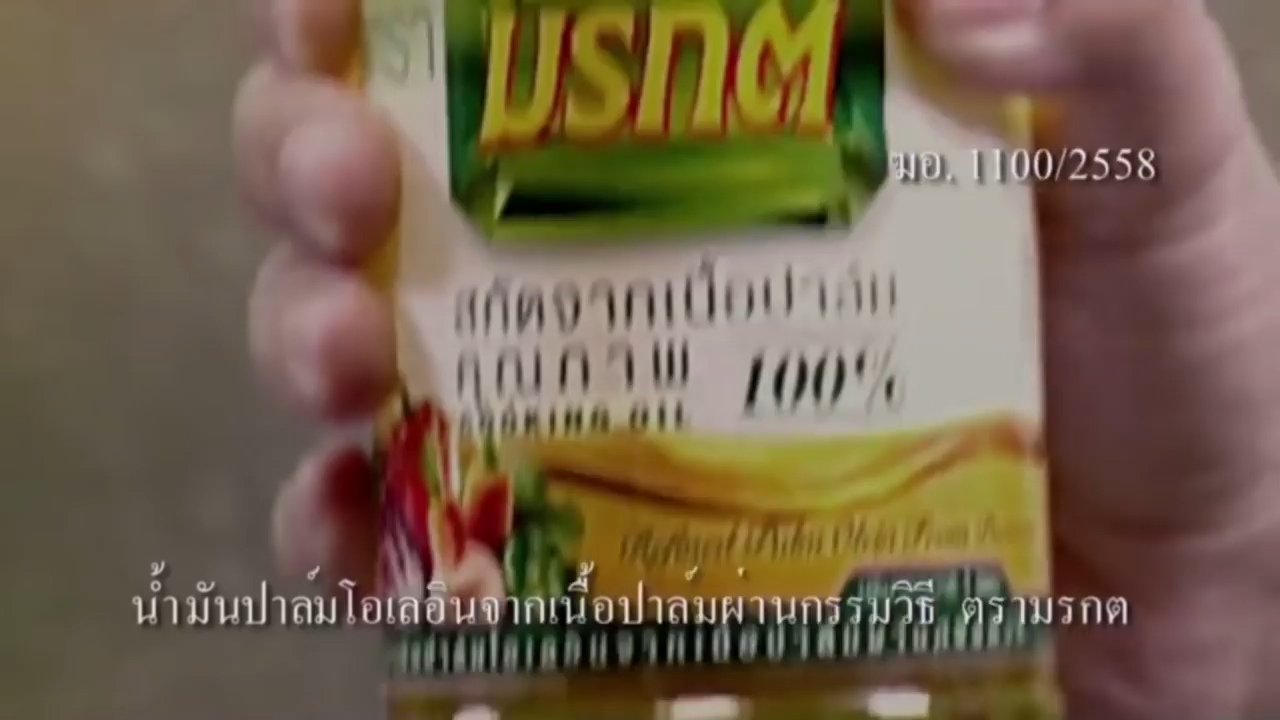 มรกต
ฆอ. 1100/2558
สกัดจากเนื้อปาล์ม
คุณภาพ 100%
COOKING OIL
น้ำมันปาล์มโอเลอินจากเนื้อปาล์มผ่านกรรมวิธี ตรามรกต